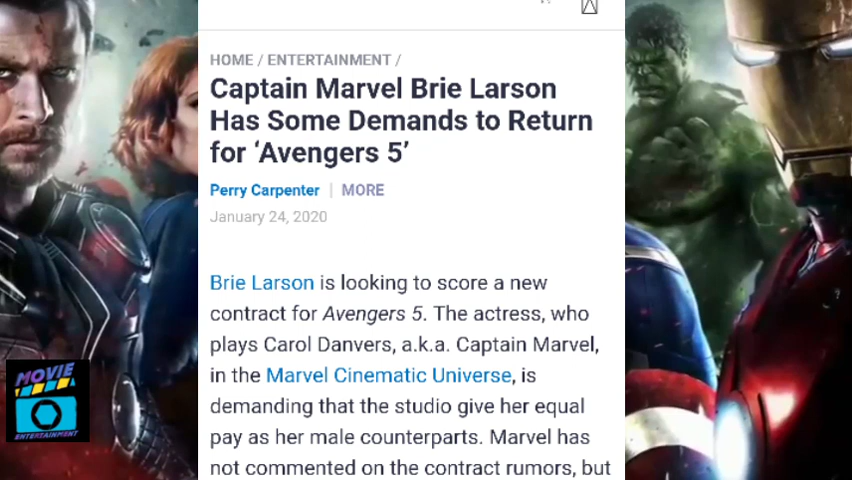 HOME / ENTERTAINMENT /
Captain Marvel Brie Larson
Has Some Demands to Return
for ‘Avengers 5’
Perry Carpenter | MORE
January 24, 2020
Brie Larson is looking to score a new
contract for Avengers 5. The actress, who
plays Carol Danvers, a.k.a. Captain Marvel,
in the Marvel Cinematic Universe, is
demanding that the studio give her equal
pay as her male counterparts. Marvel has
not commented on the contract rumors, but
MOVIE
ENTERTAINMENT